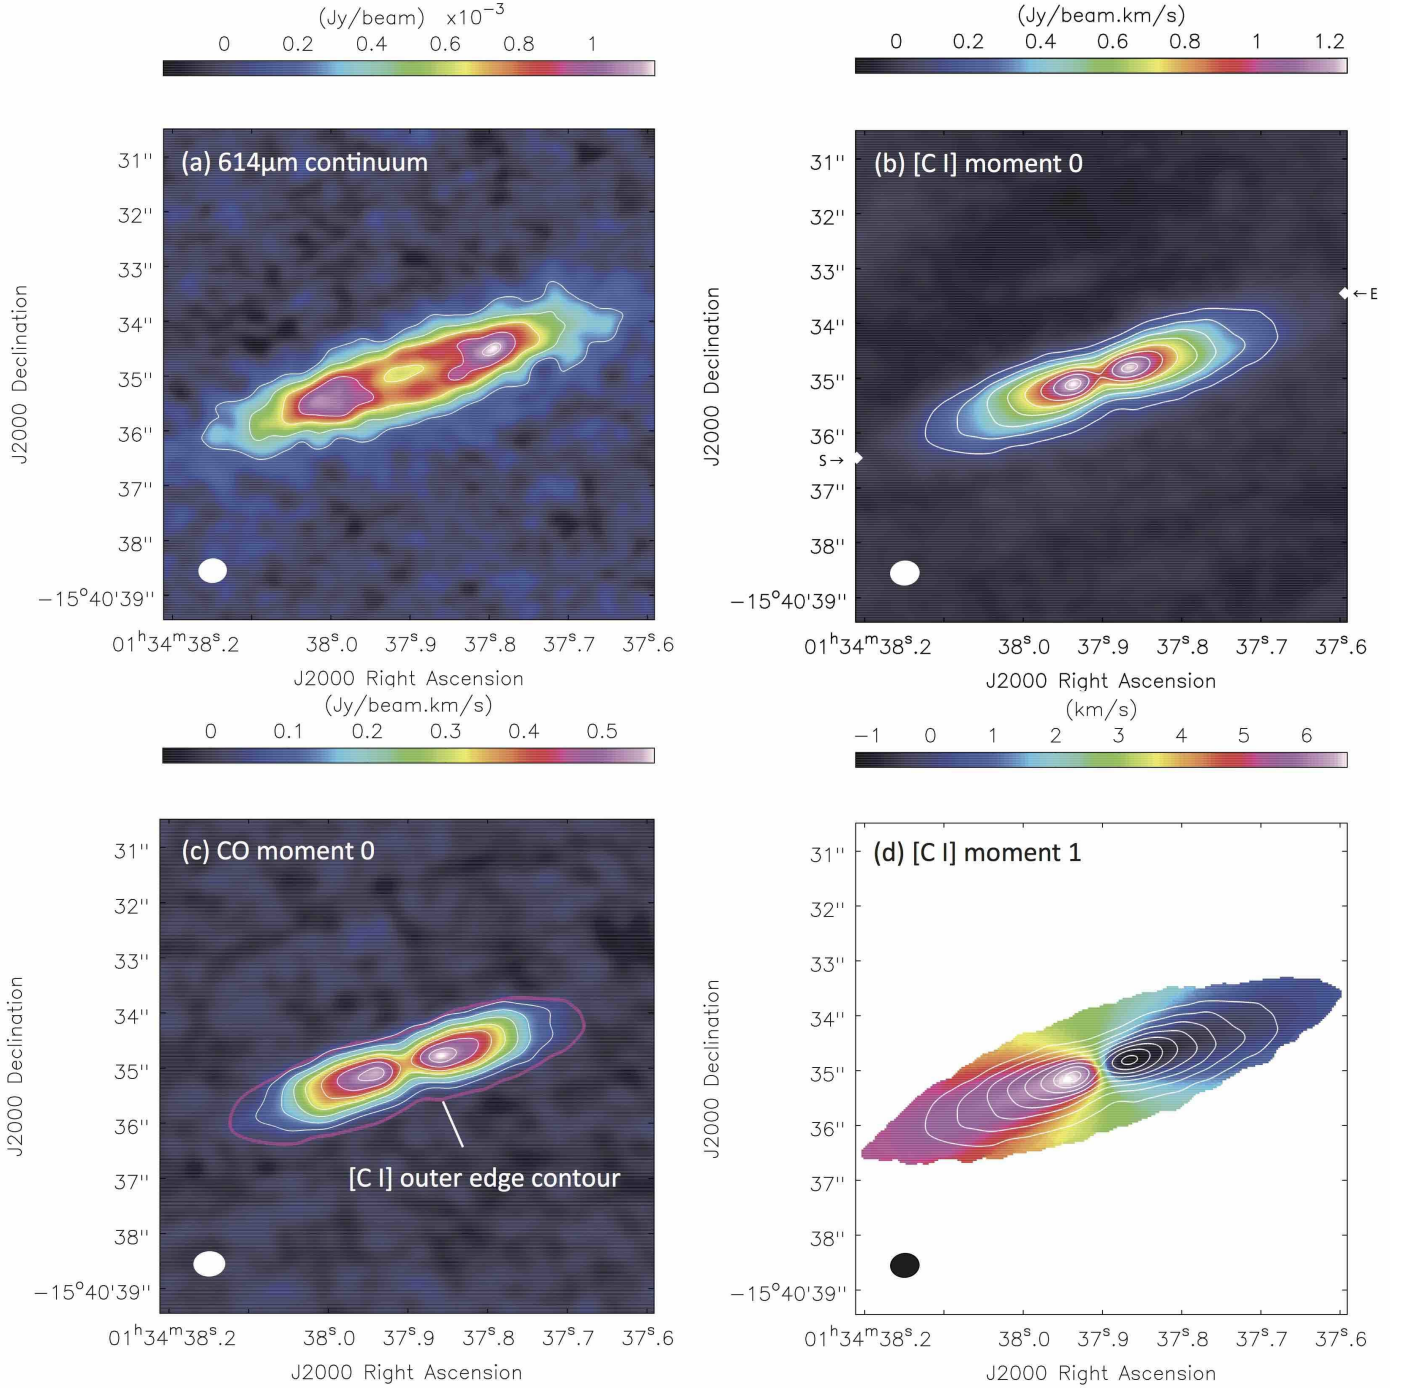 (Jy/beam) x10⁻³
0 0.2 0.4 0.6 0.8 1
(a) 614μm continuum
31"
32"
33"
34"
35"
36"
37"
38"
−15°40'39"
J2000 Declination
01ʰ34ᵐ38ˢ.2 38ˢ.0 37ˢ.9 37ˢ.8 37ˢ.7 37ˢ.6
J2000 Right Ascension
(Jy/beam.km/s)
0 0.2 0.4 0.6 0.8 1 1.2
(b) [C I] moment 0
31"
32"
33"
34"
35"
36"
37"
38"
−15°40'39"
←E
S→
J2000 Declination
01ʰ34ᵐ38ˢ.2 38ˢ.0 37ˢ.9 37ˢ.8 37ˢ.7 37ˢ.6
J2000 Right Ascension
(Jy/beam.km/s)
0 0.1 0.2 0.3 0.4 0.5
(c) CO moment 0
31"
32"
33"
34"
35"
36"
37"
38"
−15°40'39"
[C I] outer edge contour
J2000 Declination
01ʰ34ᵐ38ˢ.2 38ˢ.0 37ˢ.9 37ˢ.8 37ˢ.7 37ˢ.6
J2000 Right Ascension
(km/s)
−1 0 1 2 3 4 5 6
(d) [C I] moment 1
31"
32"
33"
34"
35"
36"
37"
38"
−15°40'39"
J2000 Declination
01ʰ34ᵐ38ˢ.2 38ˢ.0 37ˢ.9 37ˢ.8 37ˢ.7 37ˢ.6
J2000 Right Ascension